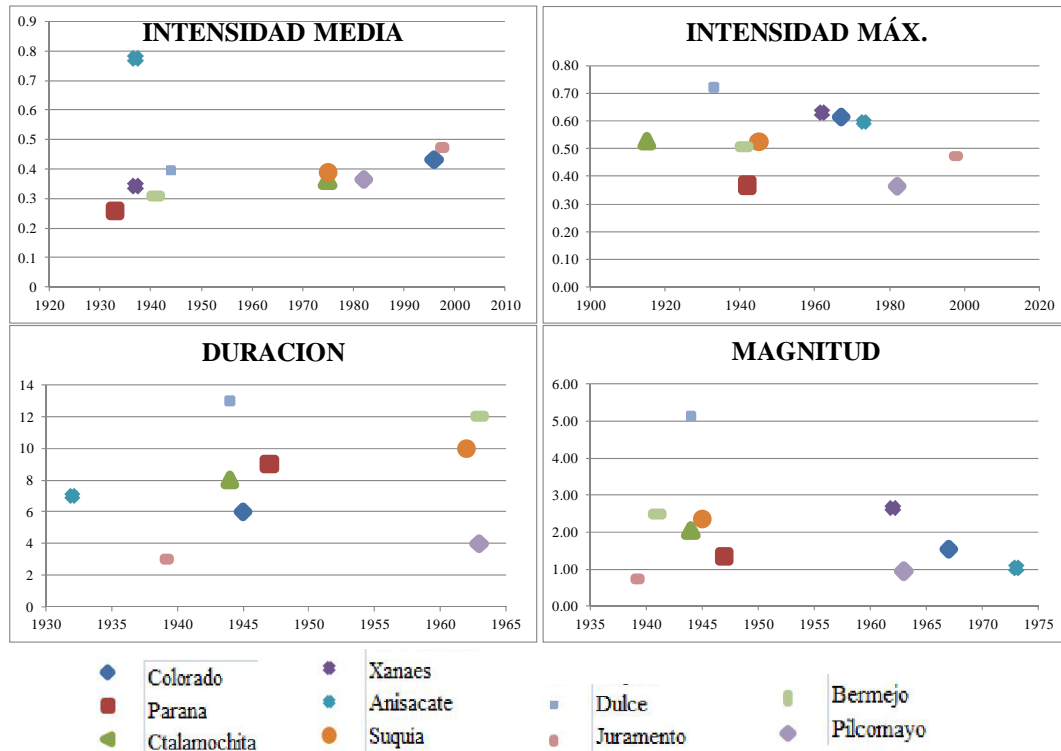 INTENSIDAD MEDIA
0.9
0.8
0.7
0.6
0.5
0.4
0.3
0.2
0.1
0
1920 1930 1940 1950 1960 1970 1980 1990 2000 2010
INTENSIDAD MÁX.
0.80
0.70
0.60
0.50
0.40
0.30
0.20
0.10
0.00
1900 1920 1940 1960 1980 2000 2020
DURACION
14
12
10
8
6
4
2
0
1930 1935 1940 1945 1950 1955 1960 1965
MAGNITUD
6.00
5.00
4.00
3.00
2.00
1.00
0.00
1935 1940 1945 1950 1955 1960 1965 1970 1975
Colorado
Parana
Ctalamochita
Xanaes
Anisacate
Suquia
Dulce
Juramento
Bermejo
Pilcomayo